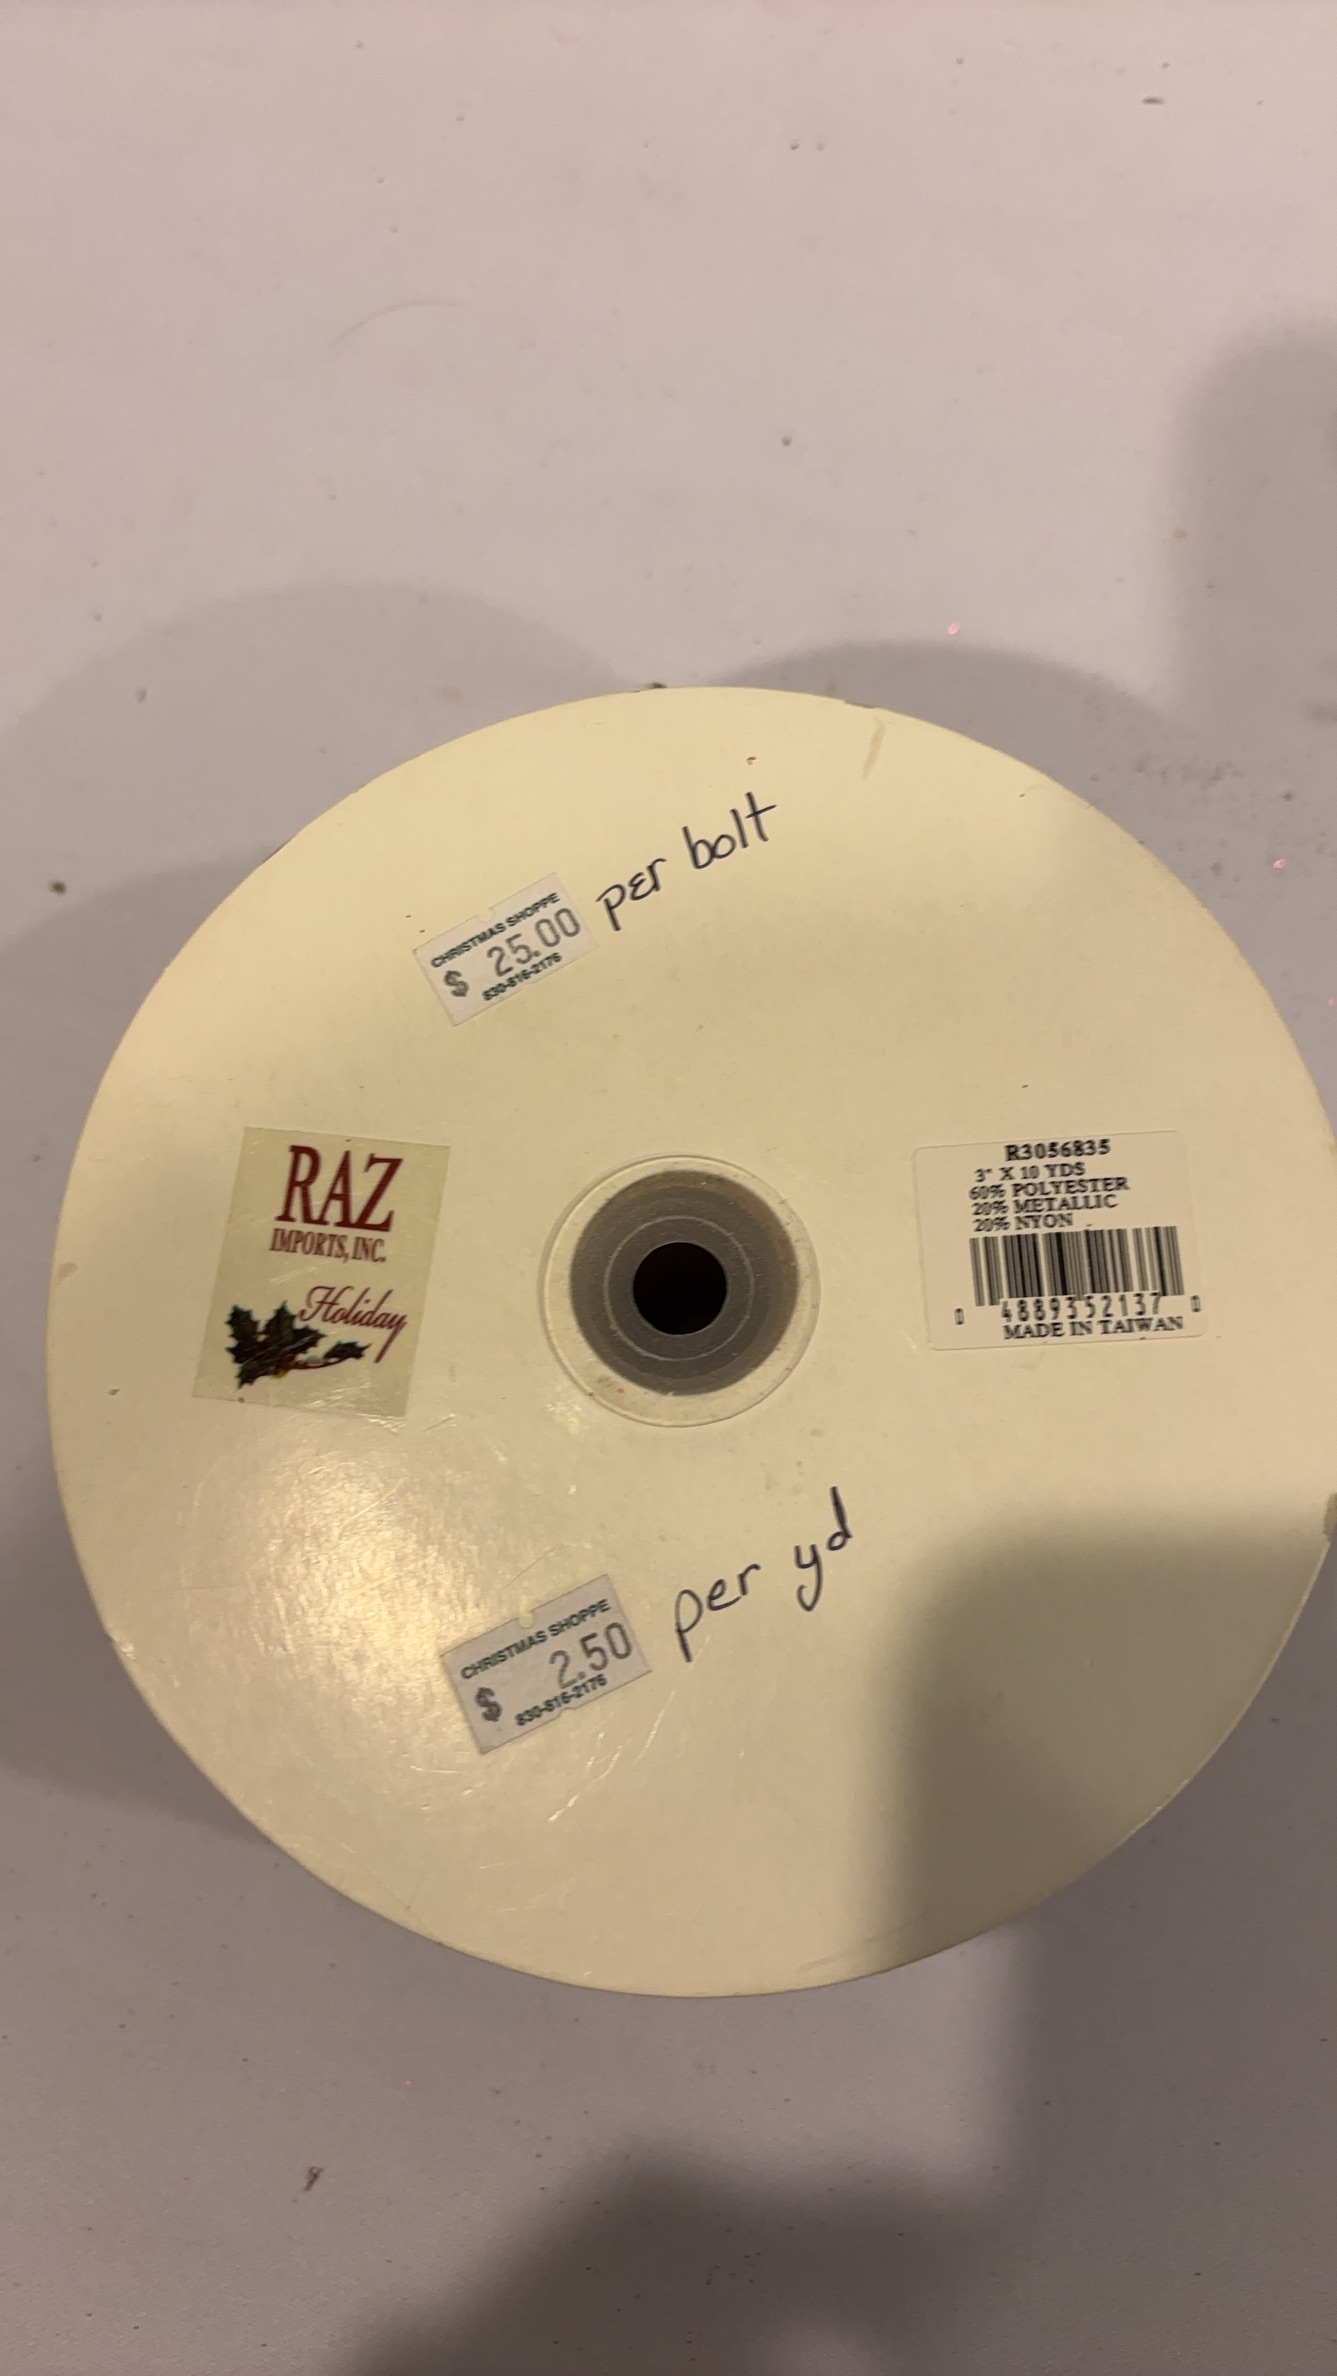 per bolt
CHRISTMAS SHOPPE
$ 25.00
830-816-2176
RAZ
IMPORTS, INC.
Holiday
R3056835
3" X 10 YDS
60% POLYESTER
20% METALLIC
20% NYON
0 4889352137 0
MADE IN TAIWAN
per yd
CHRISTMAS SHOPPE
$ 2.50
830-816-2176